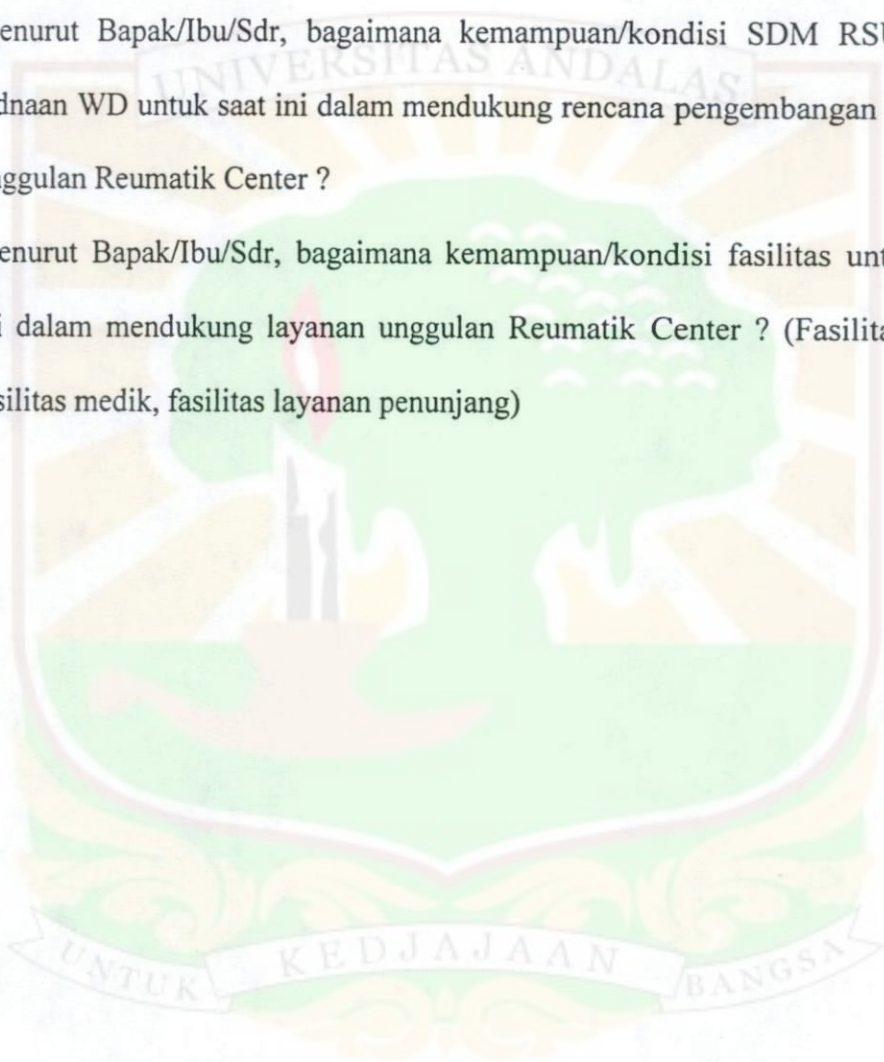 enurut Bapak/Ibu/Sdr, bagaimana kemampuan/kondisi SDM RSU
UNIVERSITAS ANDALAS
dnaan WD untuk saat ini dalam mendukung rencana pengembangan
ggulan Reumatik Center ?
enurut Bapak/Ibu/Sdr, bagaimana kemampuan/kondisi fasilitas unt
i dalam mendukung layanan unggulan Reumatik Center ? (Fasilita
silitas medik, fasilitas layanan penunjang)
UNTUK KEDJAJAAN BANGSA